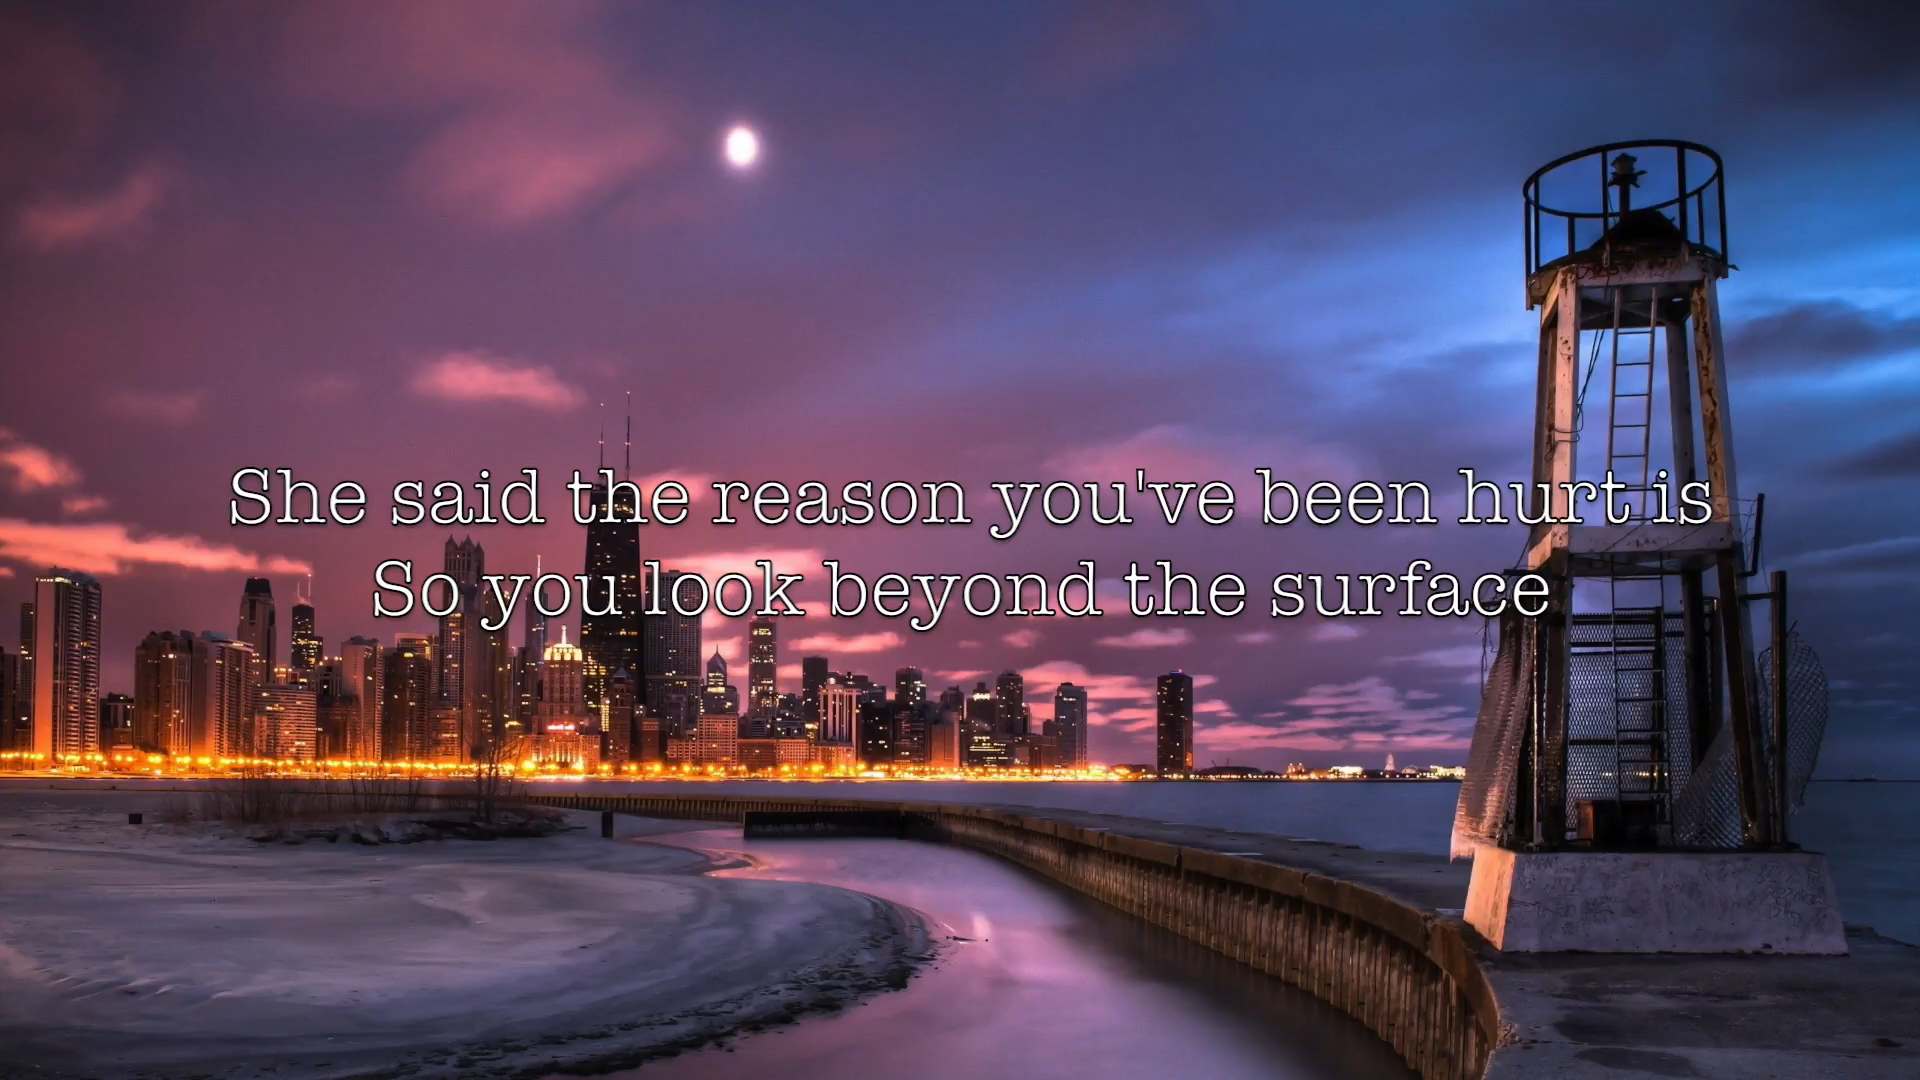 She said the reason you've been hurt is
So you look beyond the surface